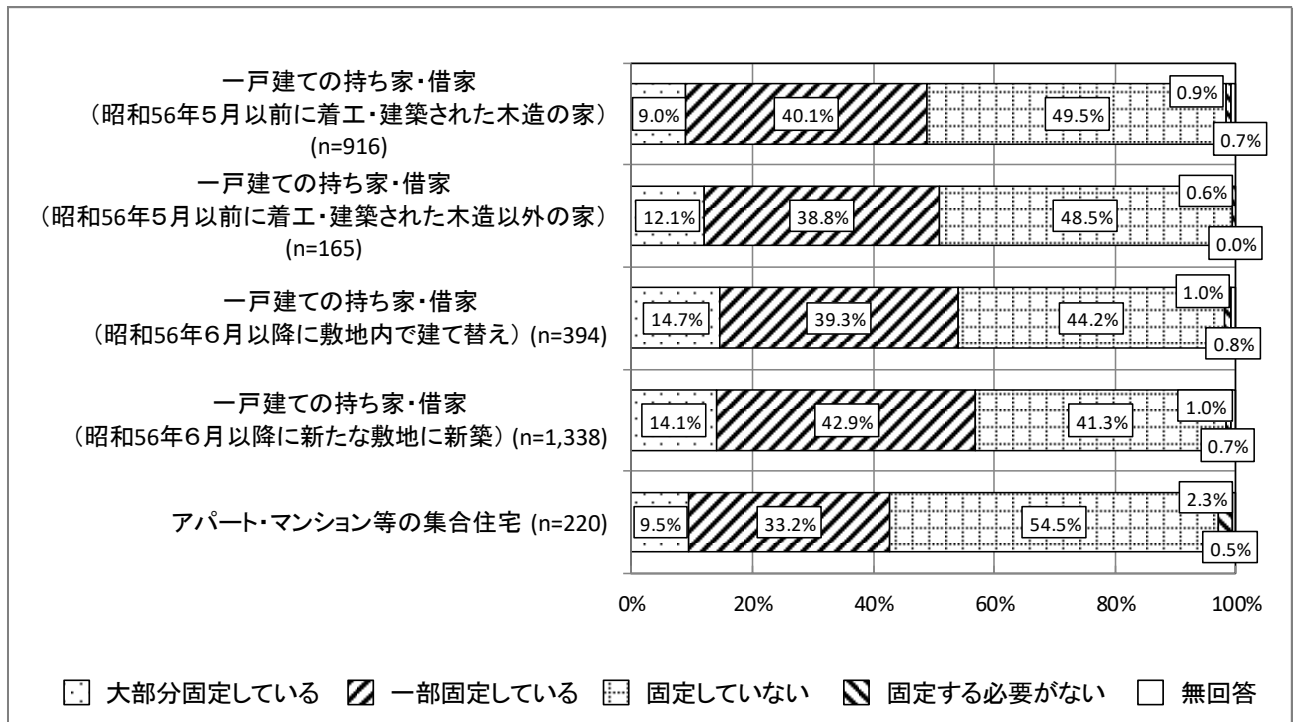 一戸建ての持ち家・借家
（昭和56年５月以前に着工・建築された木造の家）
(n=916)
9.0%
40.1%
49.5%
0.9%
0.7%
一戸建ての持ち家・借家
（昭和56年５月以前に着工・建築された木造以外の家）
(n=165)
12.1%
38.8%
48.5%
0.6%
0.0%
一戸建ての持ち家・借家
（昭和56年６月以降に敷地内で建て替え）(n=394)
14.7%
39.3%
44.2%
1.0%
0.8%
一戸建ての持ち家・借家
（昭和56年６月以降に新たな敷地に新築）(n=1,338)
14.1%
42.9%
41.3%
1.0%
0.7%
アパート・マンション等の集合住宅 (n=220)
9.5%
33.2%
54.5%
2.3%
0.5%
0% 20% 40% 60% 80% 100%
大部分固定している 一部固定している 固定していない 固定する必要がない 無回答